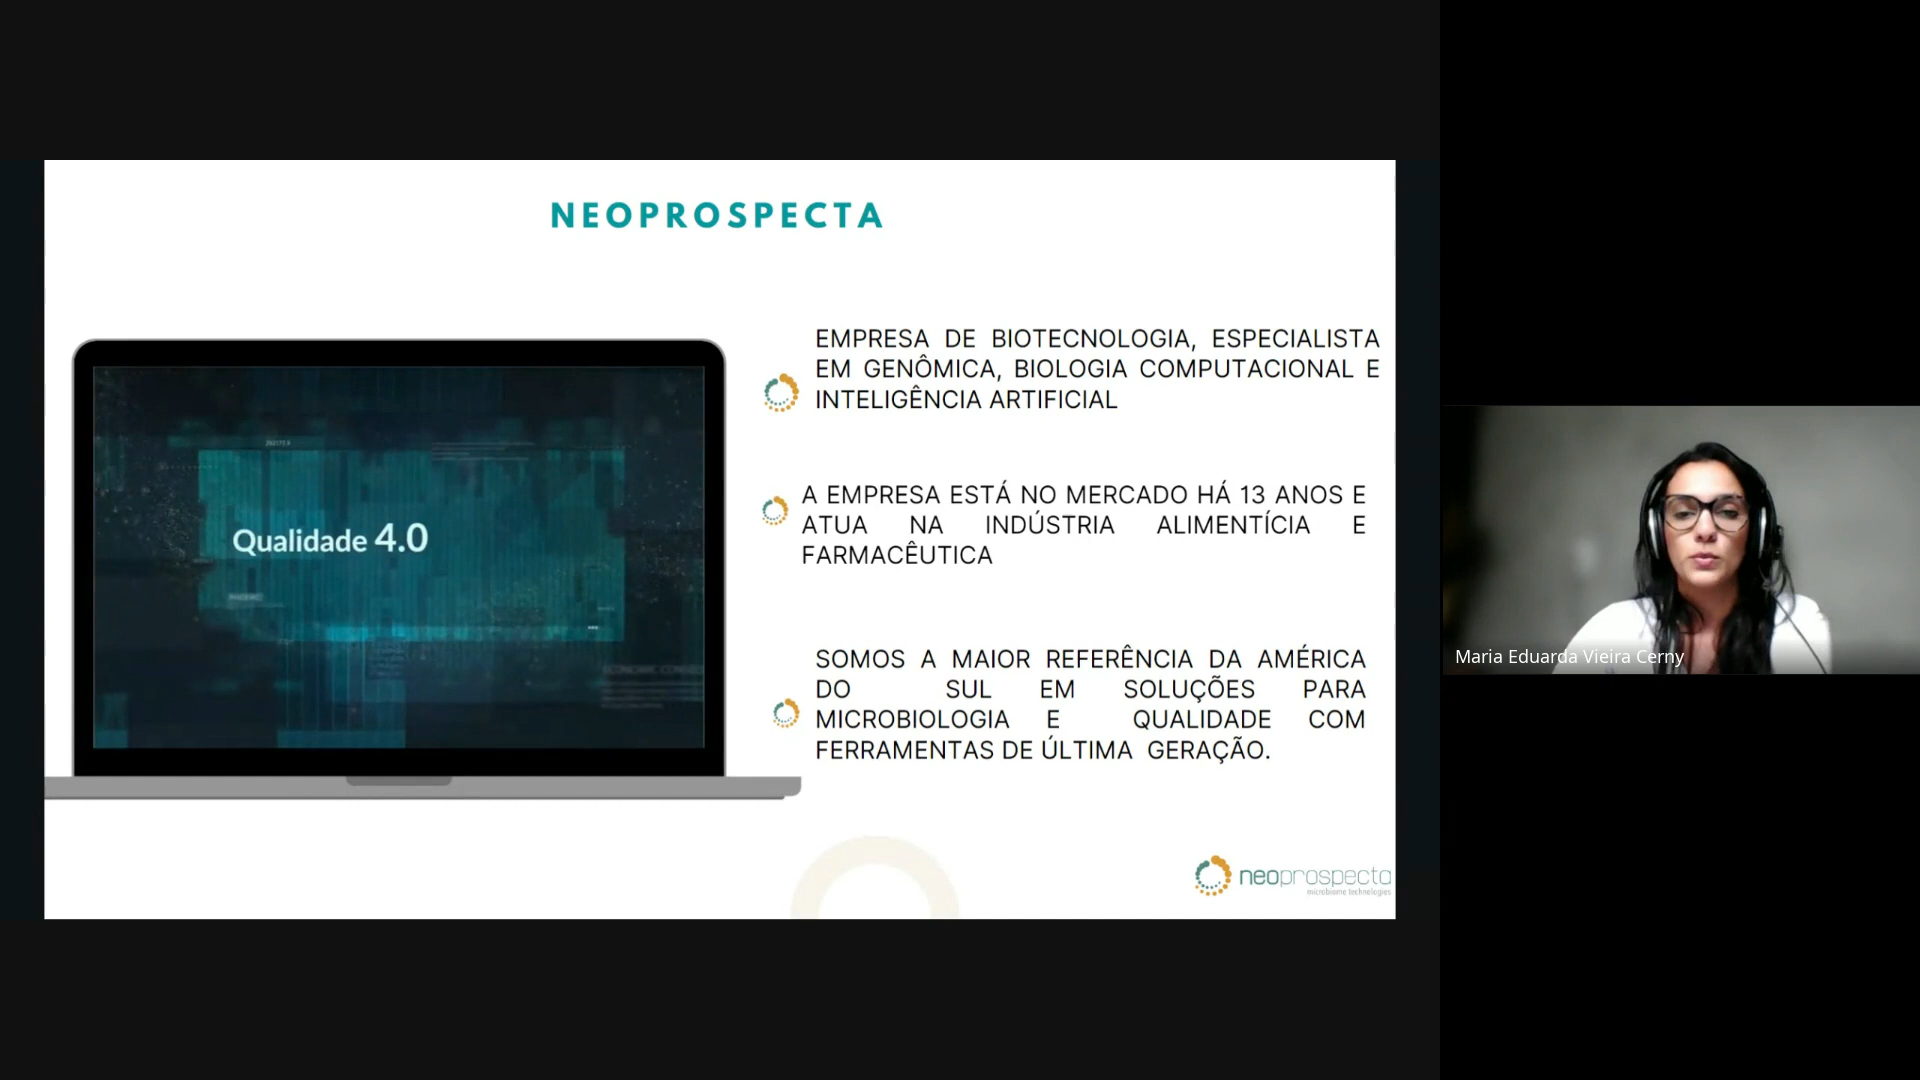 NEOPROSPECTA
Qualidade 4.0
EMPRESA DE BIOTECNOLOGIA, ESPECIALISTA
EM GENÔMICA, BIOLOGIA COMPUTACIONAL E
INTELIGÊNCIA ARTIFICIAL
A EMPRESA ESTÁ NO MERCADO HÁ 13 ANOS E
ATUA NA INDÚSTRIA ALIMENTÍCIA E
FARMACÊUTICA
SOMOS A MAIOR REFERÊNCIA DA AMÉRICA
DO SUL EM SOLUÇÕES PARA
MICROBIOLOGIA E QUALIDADE COM
FERRAMENTAS DE ÚLTIMA GERAÇÃO.
neoprospecta
microbiome technologies
Maria Eduarda Vieira Cerny